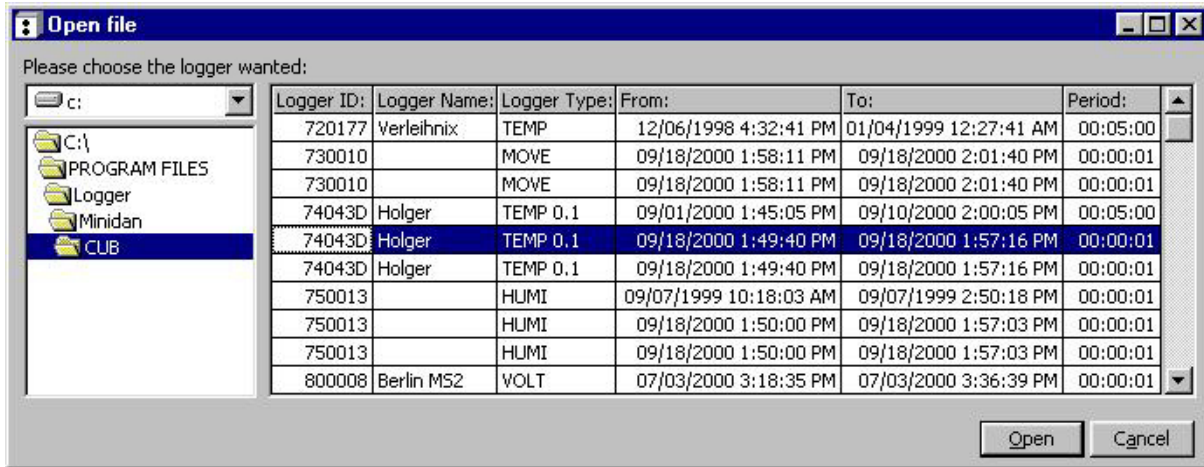 Open file
Please choose the logger wanted:
c:
C:\
PROGRAM FILES
Logger
Minidan
CUB
Logger ID: Logger Name: Logger Type: From: To: Period:
720177 Verleihnix TEMP 12/06/1998 4:32:41 PM 01/04/1999 12:27:41 AM 00:05:00
730010 MOVE 09/18/2000 1:58:11 PM 09/18/2000 2:01:40 PM 00:00:01
730010 MOVE 09/18/2000 1:58:11 PM 09/18/2000 2:01:40 PM 00:00:01
74043D Holger TEMP 0.1 09/01/2000 1:45:05 PM 09/10/2000 2:00:05 PM 00:05:00
74043D Holger TEMP 0.1 09/18/2000 1:49:40 PM 09/18/2000 1:57:16 PM 00:00:01
74043D Holger TEMP 0.1 09/18/2000 1:49:40 PM 09/18/2000 1:57:16 PM 00:00:01
750013 HUMI 09/07/1999 10:18:03 AM 09/07/1999 2:50:18 PM 00:00:01
750013 HUMI 09/18/2000 1:50:00 PM 09/18/2000 1:57:03 PM 00:00:01
750013 HUMI 09/18/2000 1:50:00 PM 09/18/2000 1:57:03 PM 00:00:01
800008 Berlin MS2 VOLT 07/03/2000 3:18:35 PM 07/03/2000 3:36:39 PM 00:00:01
Open Cancel